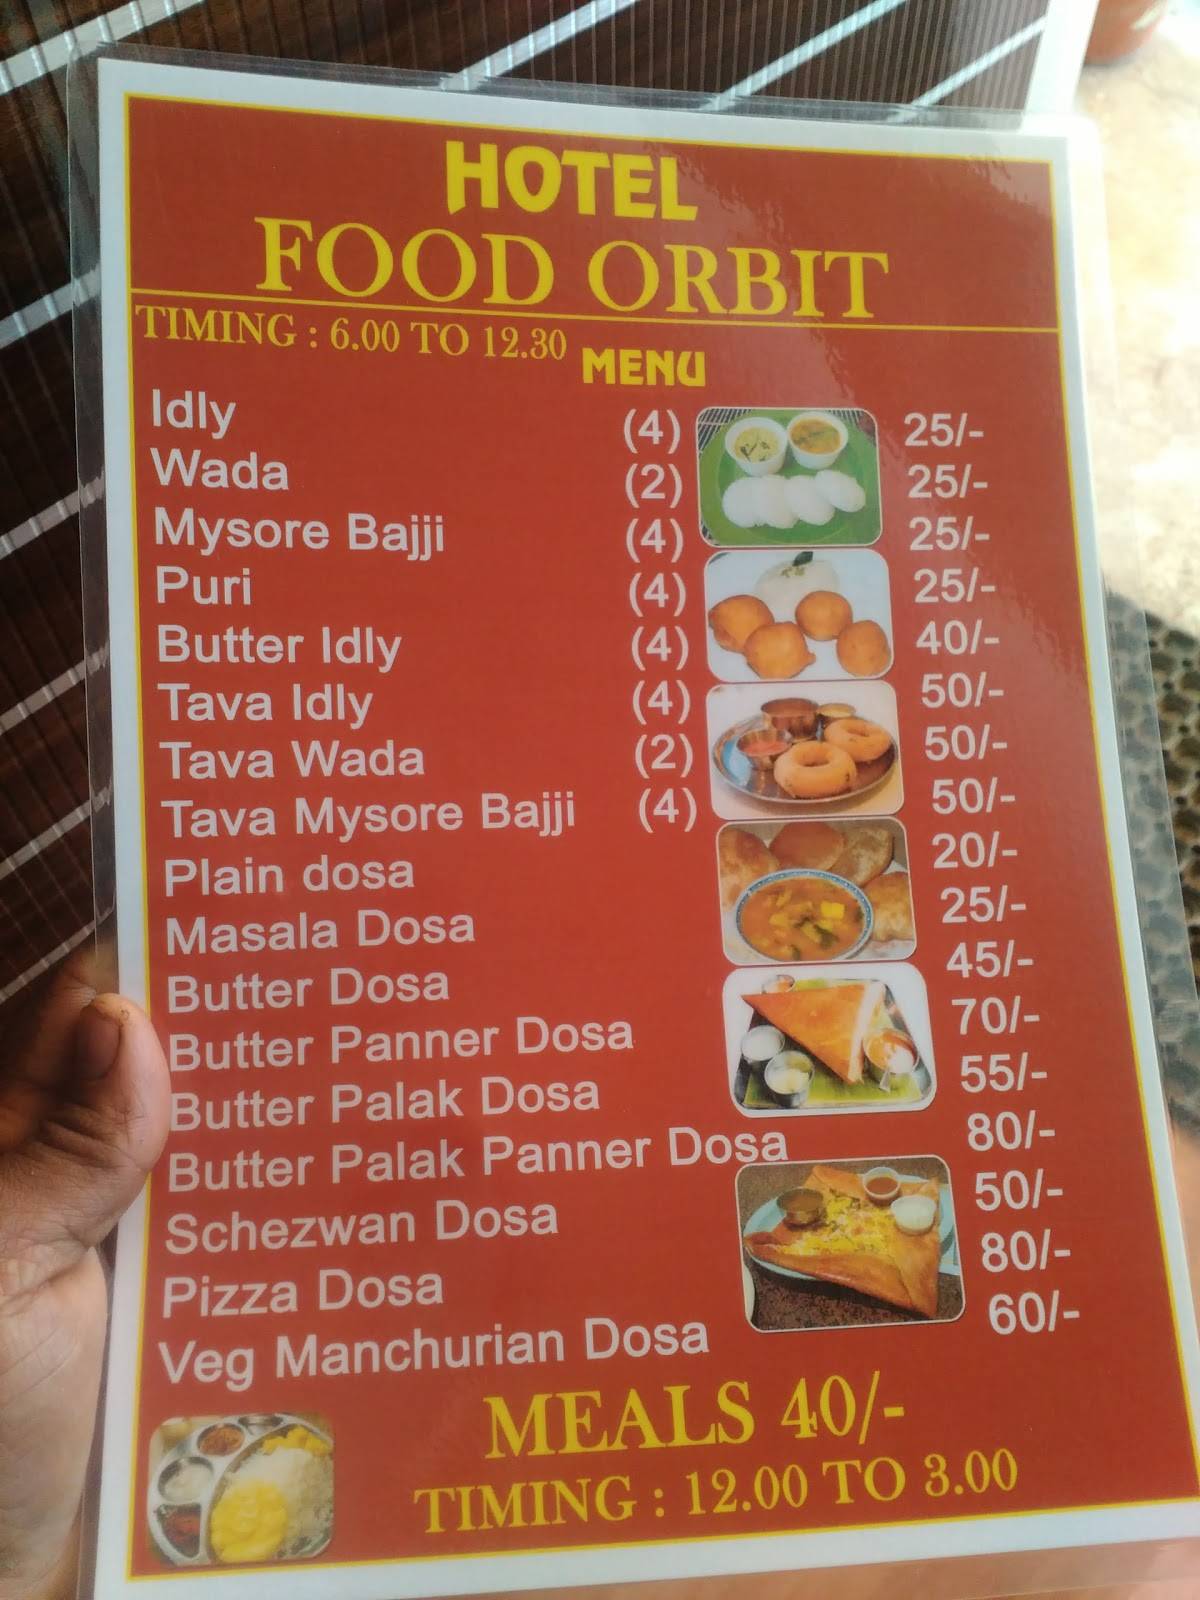 HOTEL
FOOD ORBIT
TIMING : 6.00 TO 12.30
MENU
Idly (4) 25/-
Wada (2) 25/-
Mysore Bajji (4) 25/-
Puri (4) 25/-
Butter Idly (4) 40/-
Tava Idly (4) 50/-
Tava Wada (2) 50/-
Tava Mysore Bajji (4) 50/-
Plain dosa 20/-
Masala Dosa 25/-
Butter Dosa 45/-
Butter Panner Dosa 70/-
Butter Palak Dosa 55/-
Butter Palak Panner Dosa 80/-
Schezwan Dosa 50/-
Pizza Dosa 80/-
Veg Manchurian Dosa 60/-
MEALS 40/-
TIMING : 12.00 TO 3.00